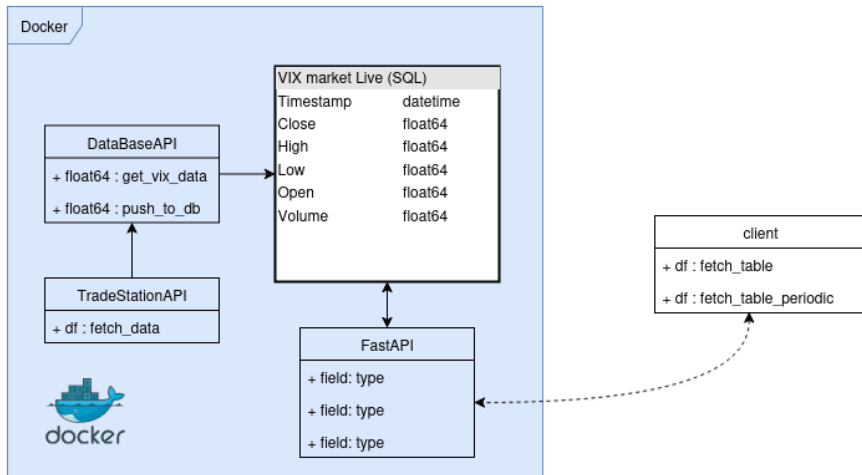 Docker
VIX market Live (SQL)
Timestamp datetime
Close float64
High float64
Low float64
Open float64
Volume float64
DataBaseAPI
+ float64 : get_vix_data
+ float64 : push_to_db
TradeStationAPI
+ df : fetch_data
FastAPI
+ field: type
+ field: type
+ field: type
client
+ df : fetch_table
+ df : fetch_table_periodic
docker